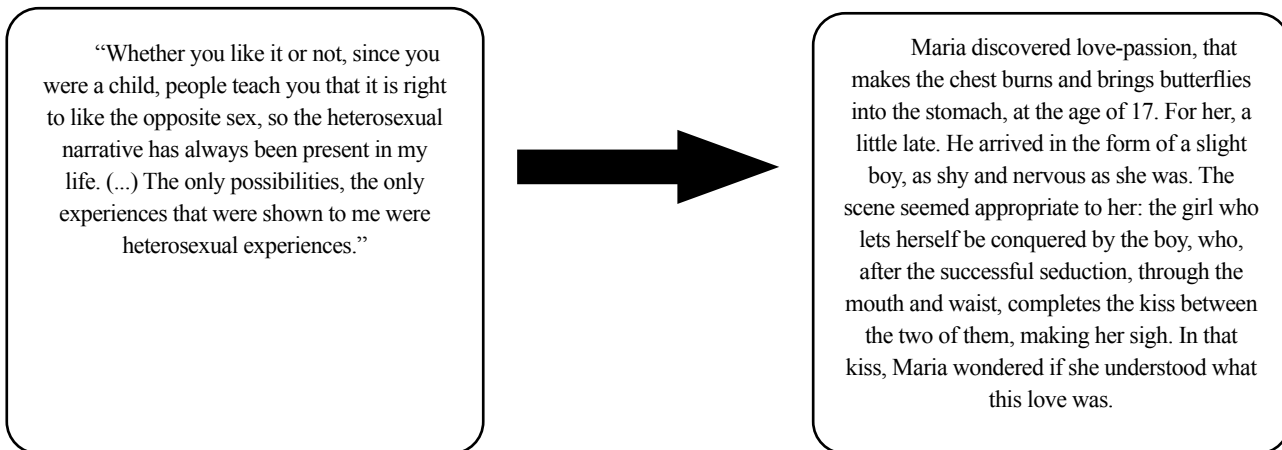 “Whether you like it or not, since you
were a child, people teach you that it is right
to like the opposite sex, so the heterosexual
narrative has always been present in my
life. (...) The only possibilities, the only
experiences that were shown to me were
heterosexual experiences.”
Maria discovered love-passion, that
makes the chest burns and brings butterflies
into the stomach, at the age of 17. For her, a
little late. He arrived in the form of a slight
boy, as shy and nervous as she was. The
scene seemed appropriate to her: the girl who
lets herself be conquered by the boy, who,
after the successful seduction, through the
mouth and waist, completes the kiss between
the two of them, making her sigh. In that
kiss, Maria wondered if she understood what
this love was.